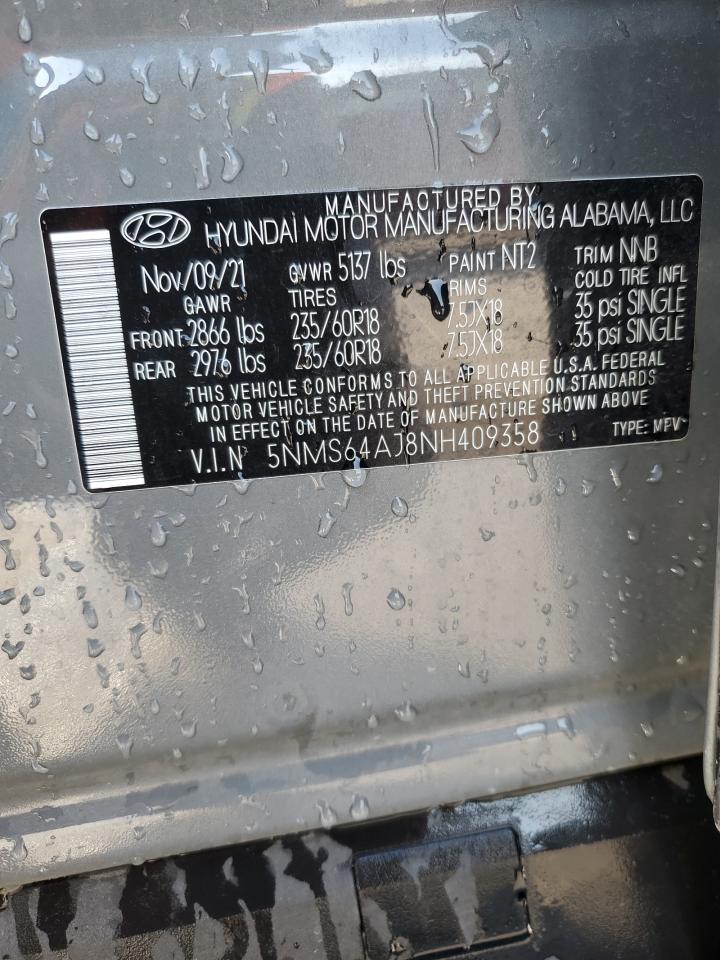 MANUFACTURED BY
HYUNDAI MOTOR MANUFACTURING ALABAMA, LLC
Nov/09/21 GVWR 5137 lbs PAINT NT2 TRIM NNB
GAWR TIRES RIMS COLD TIRE INFL
FRONT 2866 lbs 235/60R18 7.5JX18 35 psi SINGLE
REAR 2976 lbs 235/60R18 7.5JX18 35 psi SINGLE
THIS VEHICLE CONFORMS TO ALL APPLICABLE U.S.A. FEDERAL
MOTOR VEHICLE SAFETY AND THEFT PREVENTION STANDARDS
IN EFFECT ON THE DATE OF MANUFACTURE SHOWN ABOVE
V.I.N 5NMS64AJ8NH409358 TYPE: MPV